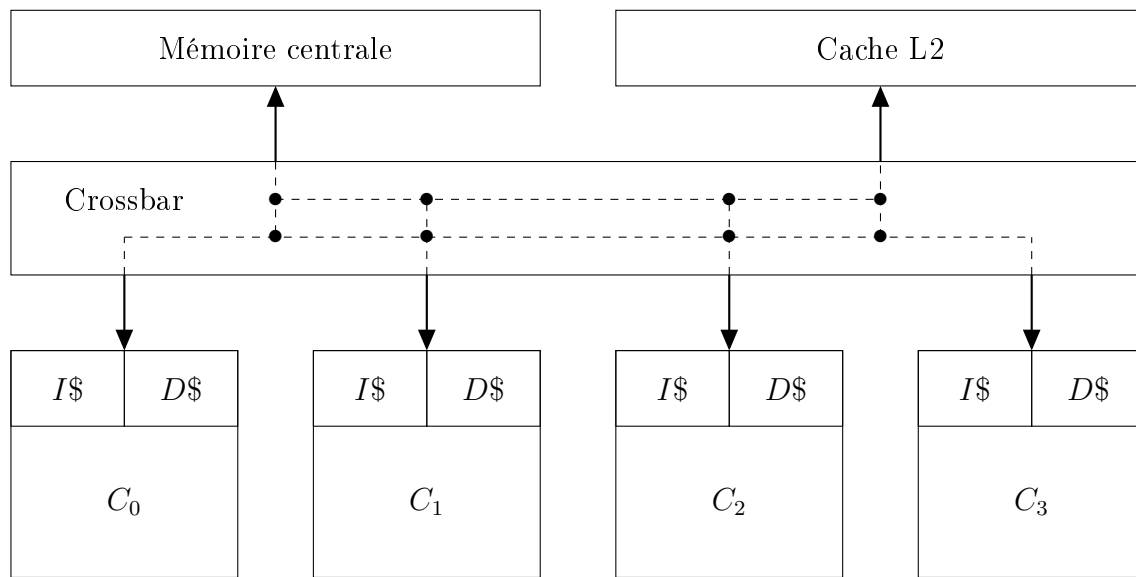 Mémoire centrale
Cache L2
Crossbar
I$ D$ I$ D$ I$ D$ I$ D$
C₀ C₁ C₂ C₃